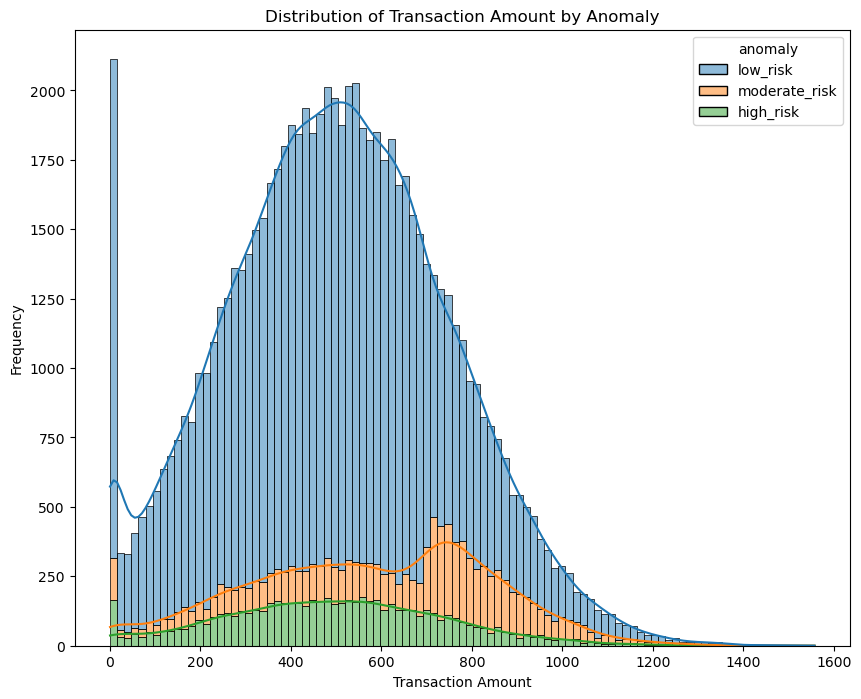 Distribution of Transaction Amount by Anomaly
anomaly
low_risk
moderate_risk
high_risk
Frequency
2000
1750
1500
1250
1000
750
500
250
0
0 200 400 600 800 1000 1200 1400 1600
Transaction Amount